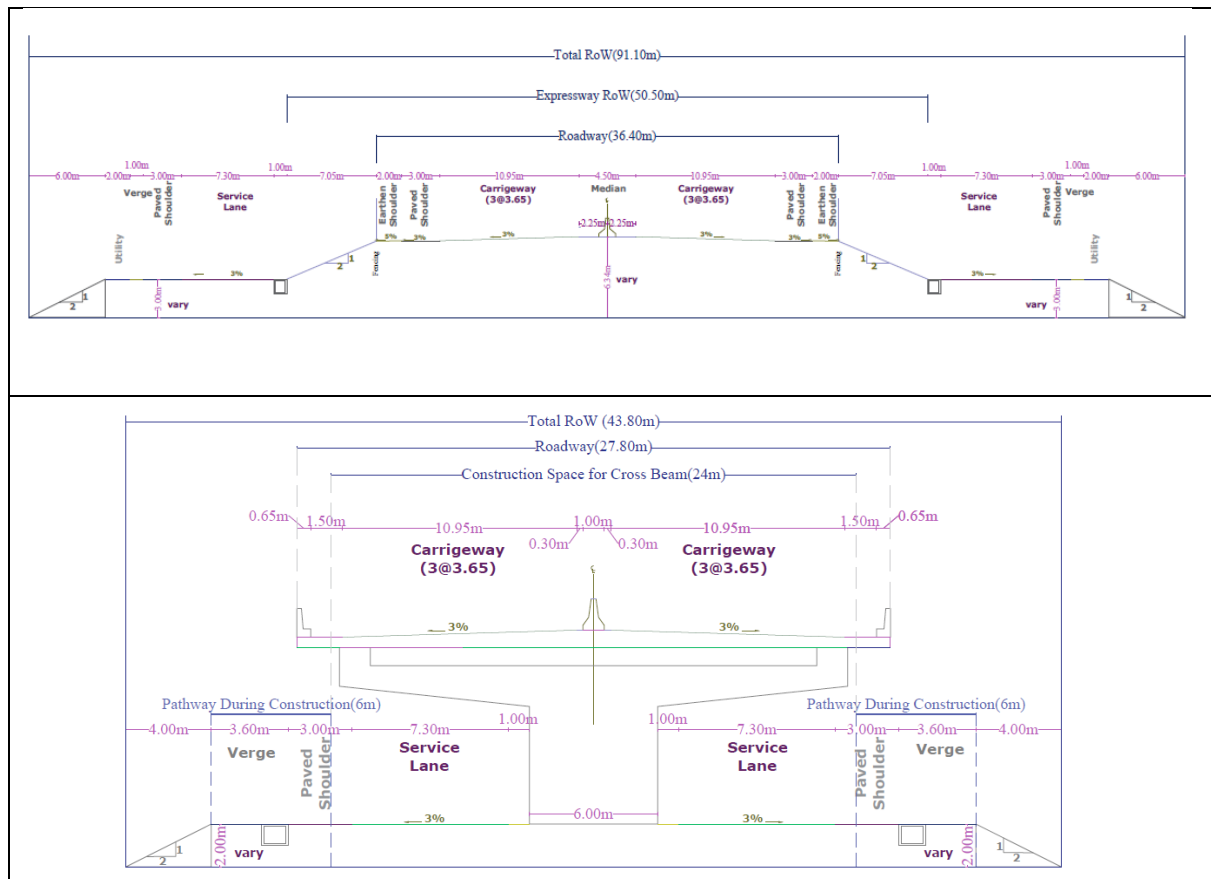 Total RoW(91.10m)
Expressway RoW(50.50m)
Roadway(36.40m)
1.00m 1.00m 1.00m 1.00m
6.00m 2.00m 3.00m 7.30m 7.05m 2.00m 3.00m 10.95m 4.50m 10.95m 3.00m 2.00m 7.05m 7.30m 3.00m 2.00m 6.00m
Verge Paved Shoulder Service Lane Earthen Shoulder Paved Shoulder Carrigeway (3@3.65) Median Carrigeway (3@3.65) Paved Shoulder Earthen Shoulder Service Lane Paved Shoulder Verge
2.25m 2.25m
Utility 5% 3% 3% 3% 3% 5% Utility
1 2 Fencing Fencing 1 2
3% 6.34m vary 3%
1 2 3.00m vary 3.00m vary 1 2
Total RoW (43.80m)
Roadway(27.80m)
Construction Space for Cross Beam(24m)
0.65m 1.50m 10.95m 1.00m 10.95m 1.50m 0.65m
0.30m 0.30m
Carrigeway Carrigeway
(3@3.65) (3@3.65)
3% 3%
Pathway During Construction(6m) Pathway During Construction(6m)
4.00m 3.60m 3.00m 7.30m 1.00m 1.00m 7.30m 3.00m 3.60m 4.00m
Verge Paved Shoulder Service Lane Service Lane Paved Shoulder Verge
6.00m
3% 3%
1 2 2.00m vary vary 2.00m 1 2